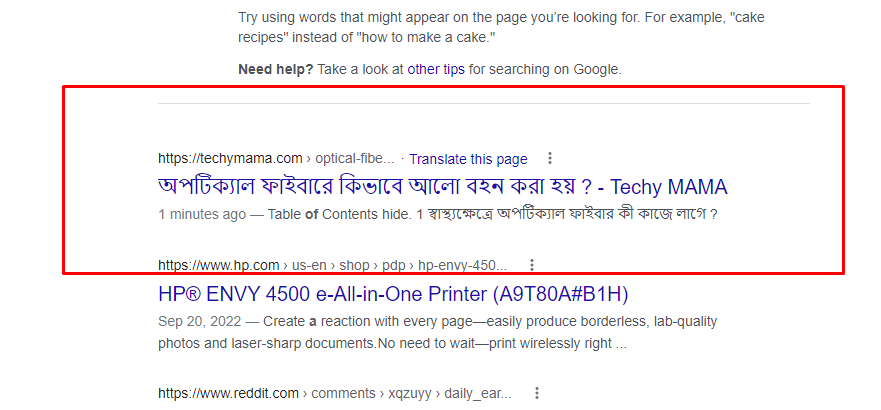 Try using words that might appear on the page you’re looking for. For example, "cake
recipes" instead of "how to make a cake."
Need help? Take a look at other tips for searching on Google.
https://techymama.com › optical-fibe... · Translate this page
অপটিক্যাল ফাইবারে কিভাবে আলো বহন করা হয় ? - Techy MAMA
1 minutes ago — Table of Contents hide. 1 স্বাস্থ্যক্ষেত্রে অপটিক্যাল ফাইবার কী কাজে লাগে ?
https://www.hp.com › us-en › shop › pdp › hp-envy-450...
HP® ENVY 4500 e-All-in-One Printer (A9T80A#B1H)
Sep 20, 2022 — Create a reaction with every page—easily produce borderless, lab-quality
photos and laser-sharp documents.No need to wait—print wirelessly right ...
https://www.reddit.com › comments › xqzuyy › daily_ear...